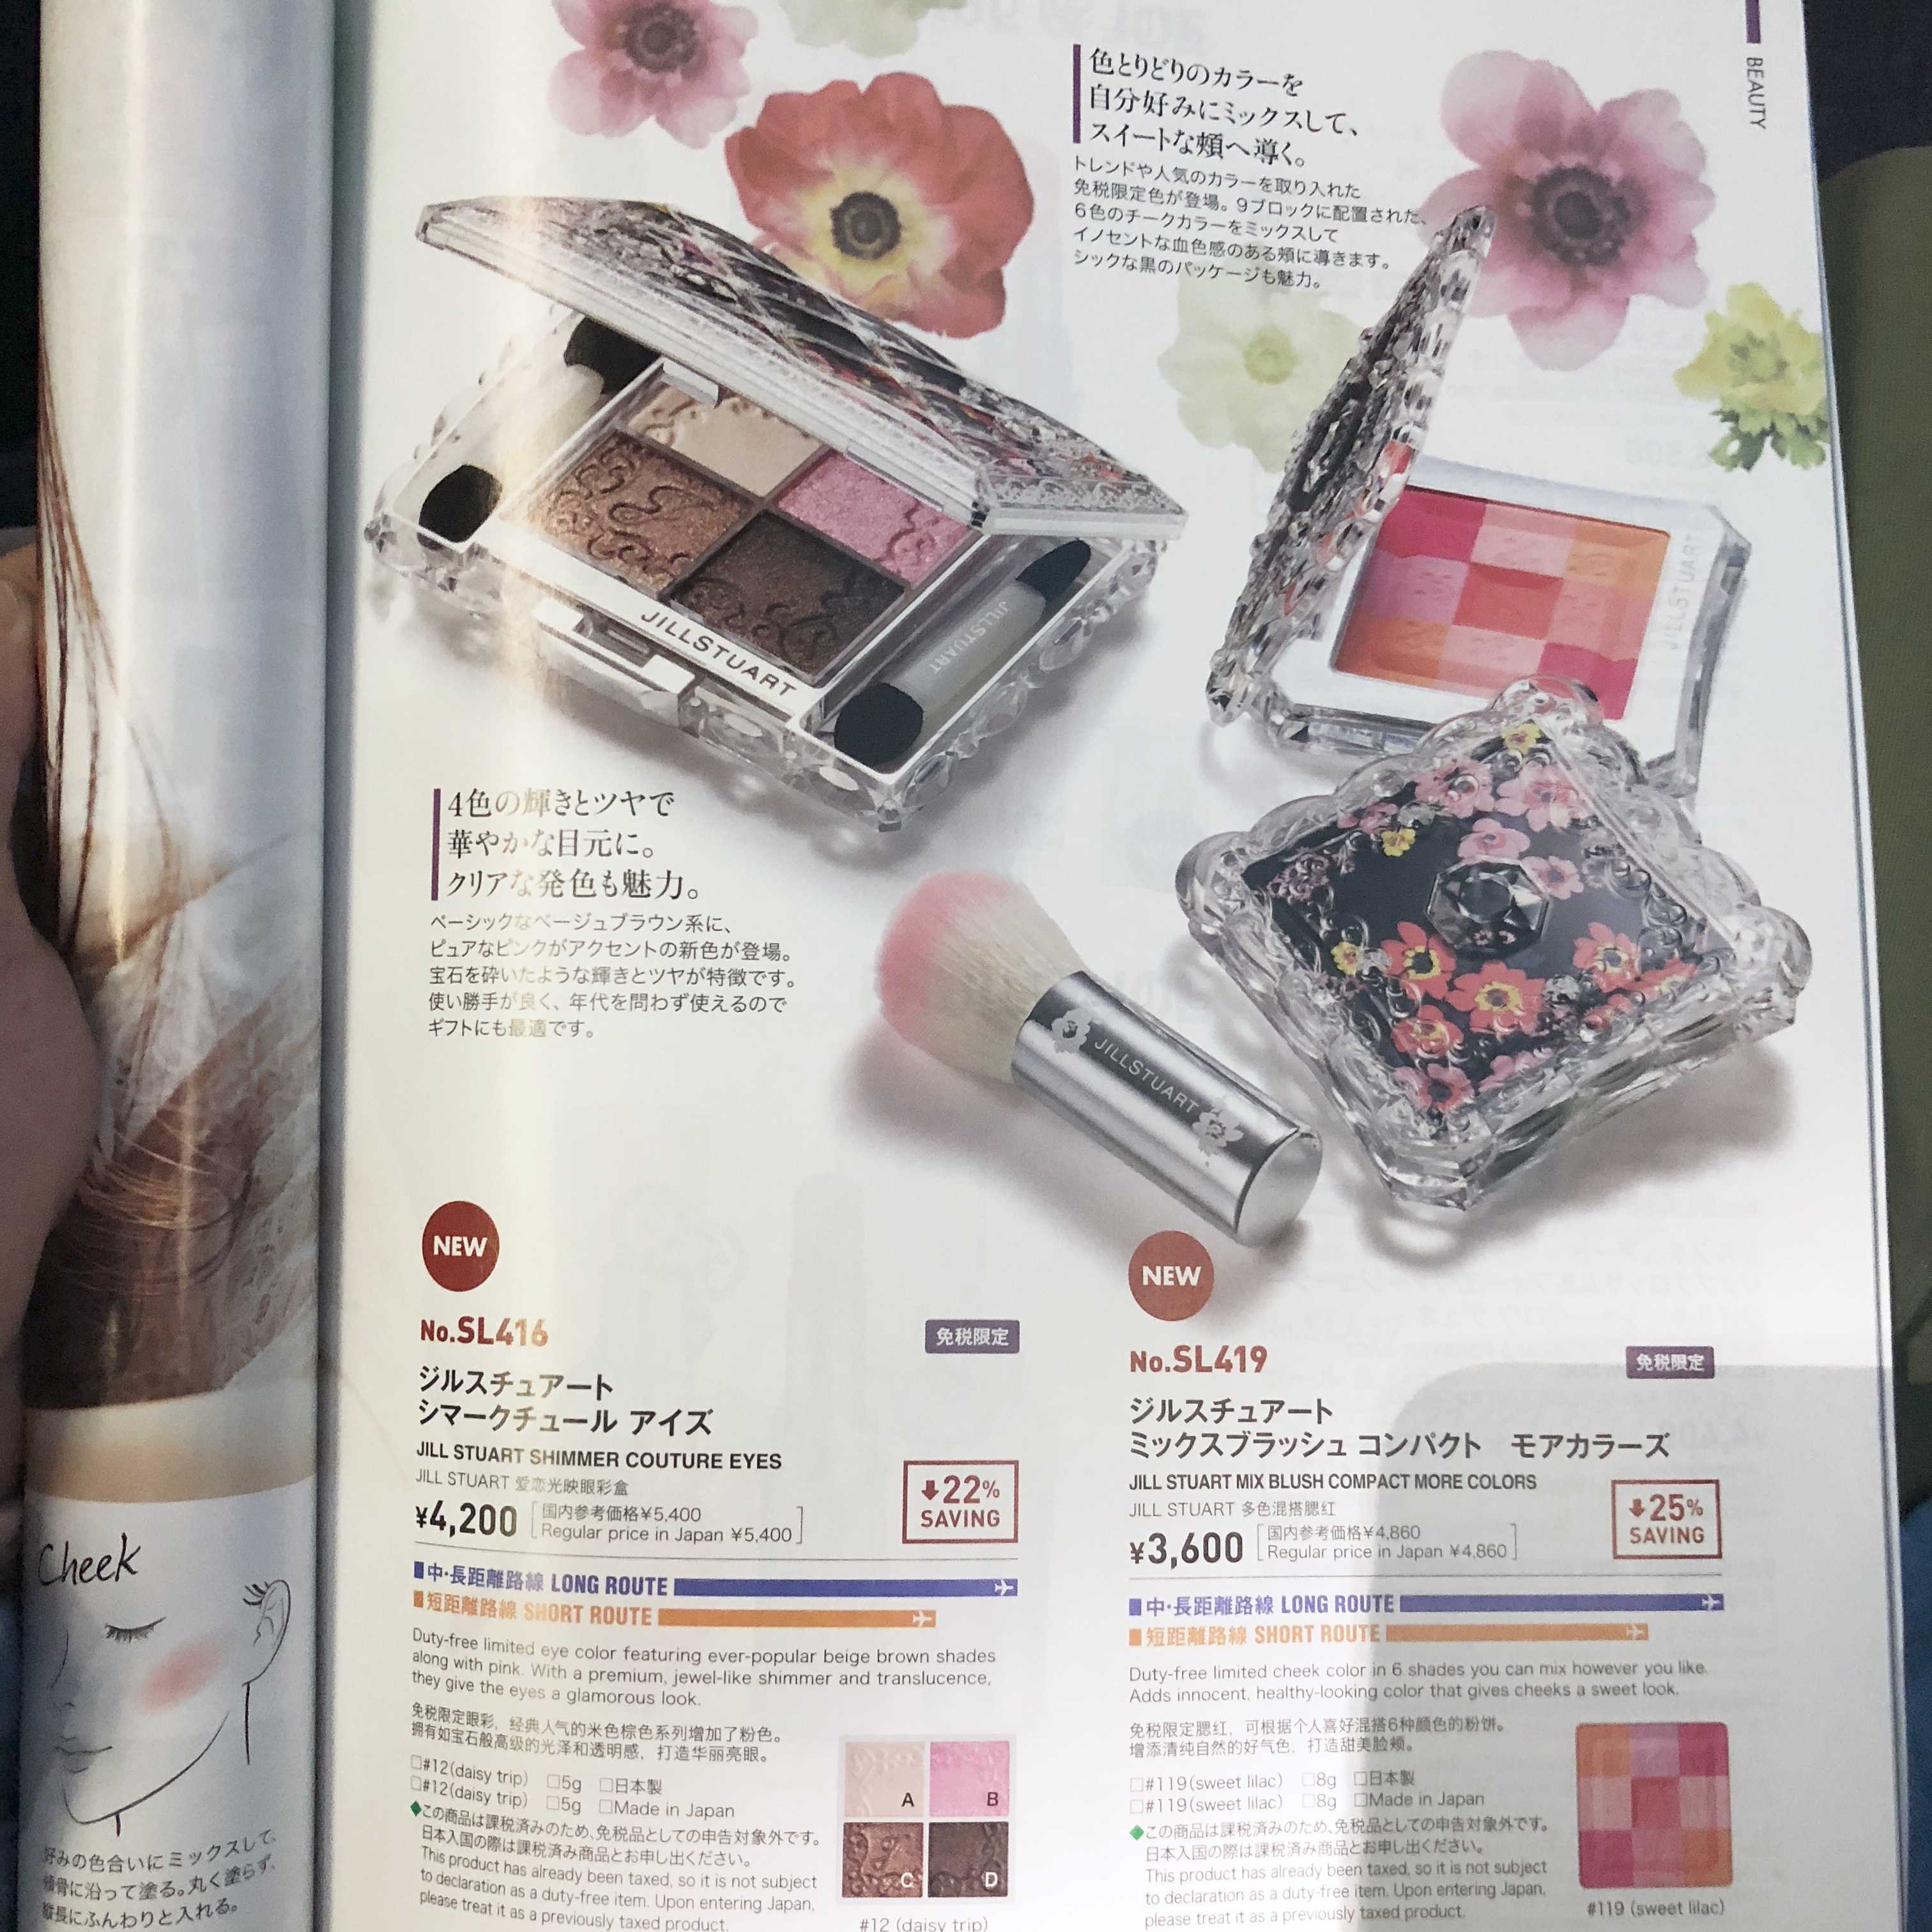 BEAUTY
色とりどりのカラーを
自分好みにミックスして、
スイートな頬へ導く。
トレンドや人気のカラーを取り入れた
免税限定色が登場。9ブロックに配置された、
6色のチークカラーをミックスして
イノセントな血色感のある頬に導きます。
シックな黒のパッケージも魅力。
JILLSTUART
JILLSTUART
JILLSTUART
4色の輝きとツヤで
華やかな目元に。
クリアな発色も魅力。
ベーシックなベージュブラウン系に、
ピュアなピンクがアクセントの新色が登場。
宝石を砕いたような輝きとツヤが特徴です。
使い勝手が良く、年代を問わず使えるので
ギフトにも最適です。
JILLSTUART
NEW
No.SL416
免税限定
ジルスチュアート
シマークチュール アイズ
JILL STUART SHIMMER COUTURE EYES
JILL STUART 爱恋光映眼彩盒
¥4,200
国内参考価格¥5,400
Regular price in Japan ¥5,400
22%
SAVING
中・長距離路線 LONG ROUTE
短距離路線 SHORT ROUTE
Duty-free limited eye color featuring ever-popular beige brown shades
along with pink. With a premium, jewel-like shimmer and translucence,
they give the eyes a glamorous look.
免税限定眼彩，经典人气的米色棕色系列增加了粉色。
拥有如宝石般高级的光泽和透明感，打造华丽亮眼。
□#12(daisy trip) □5g □日本製
□#12(daisy trip) □5g □Made in Japan
◆この商品は課税済みのため、免税品としての申告対象外です。
日本入国の際は課税済み商品とお申し出ください。
This product has already been taxed, so it is not subject
to declaration as a duty-free item. Upon entering Japan,
please treat it as a previously taxed product.
A
B
C
D
#12 (daisy trip)
NEW
No.SL419
免税限定
ジルスチュアート
ミックスブラッシュ コンパクト モアカラーズ
JILL STUART MIX BLUSH COMPACT MORE COLORS
JILL STUART 多色混搭腮红
¥3,600
国内参考価格¥4,860
Regular price in Japan ¥4,860
25%
SAVING
中・長距離路線 LONG ROUTE
短距離路線 SHORT ROUTE
Duty-free limited cheek color in 6 shades you can mix however you like.
Adds innocent, healthy-looking color that gives cheeks a sweet look.
免税限定腮红，可根据个人喜好混搭6种颜色的粉饼。
增添清纯自然的好气色，打造甜美脸颊。
□#119(sweet lilac) □8g □日本製
□#119(sweet lilac) □8g □Made in Japan
◆この商品は課税済みのため、免税品としての申告対象外です。
日本入国の際は課税済み商品とお申し出ください。
This product has already been taxed, so it is not subject
to declaration as a duty-free item. Upon entering Japan,
please treat it as a previously taxed product.
#119 (sweet lilac)
Cheek
好みの色合いにミックスして、
頬骨に沿って塗る。丸く塗らず、
縦長にふんわりと入れる。